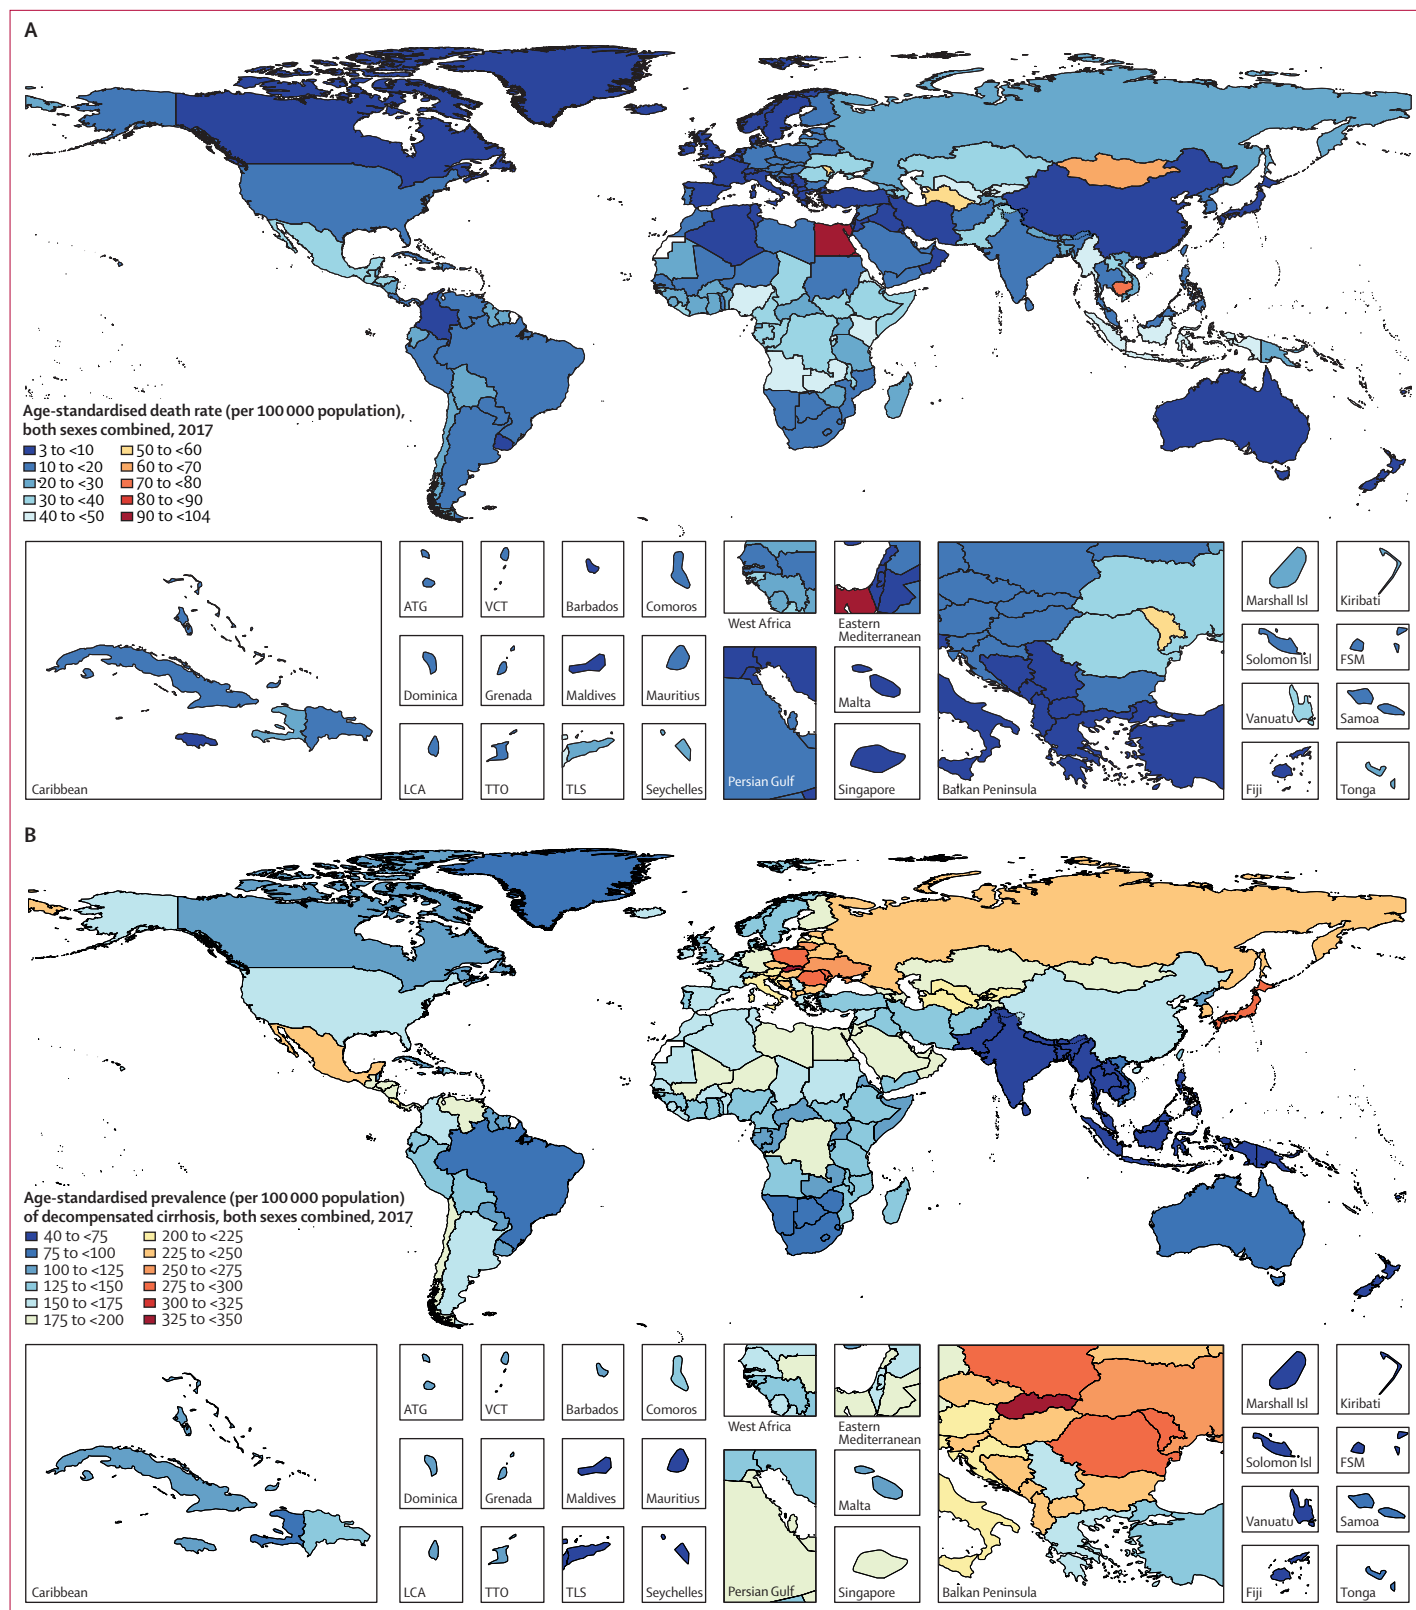 A
Age-standardised death rate (per 100 000 population),
both sexes combined, 2017
3 to <10
10 to <20
20 to <30
30 to <40
40 to <50
50 to <60
60 to <70
70 to <80
80 to <90
90 to <104
Caribbean
ATG
VCT
Barbados
Comoros
Dominica
Grenada
Maldives
Mauritius
LCA
TTO
TLS
Seychelles
West Africa
Eastern
Mediterranean
Persian Gulf
Malta
Singapore
Balkan Peninsula
Marshall Isl
Kiribati
Solomon Isl
FSM
Vanuatu
Samoa
Fiji
Tonga
B
Age-standardised prevalence (per 100 000 population)
of decompensated cirrhosis, both sexes combined, 2017
40 to <75
75 to <100
100 to <125
125 to <150
150 to <175
175 to <200
200 to <225
225 to <250
250 to <275
275 to <300
300 to <325
325 to <350
Caribbean
ATG
VCT
Barbados
Comoros
Dominica
Grenada
Maldives
Mauritius
LCA
TTO
TLS
Seychelles
West Africa
Eastern
Mediterranean
Persian Gulf
Malta
Singapore
Balkan Peninsula
Marshall Isl
Kiribati
Solomon Isl
FSM
Vanuatu
Samoa
Fiji
Tonga